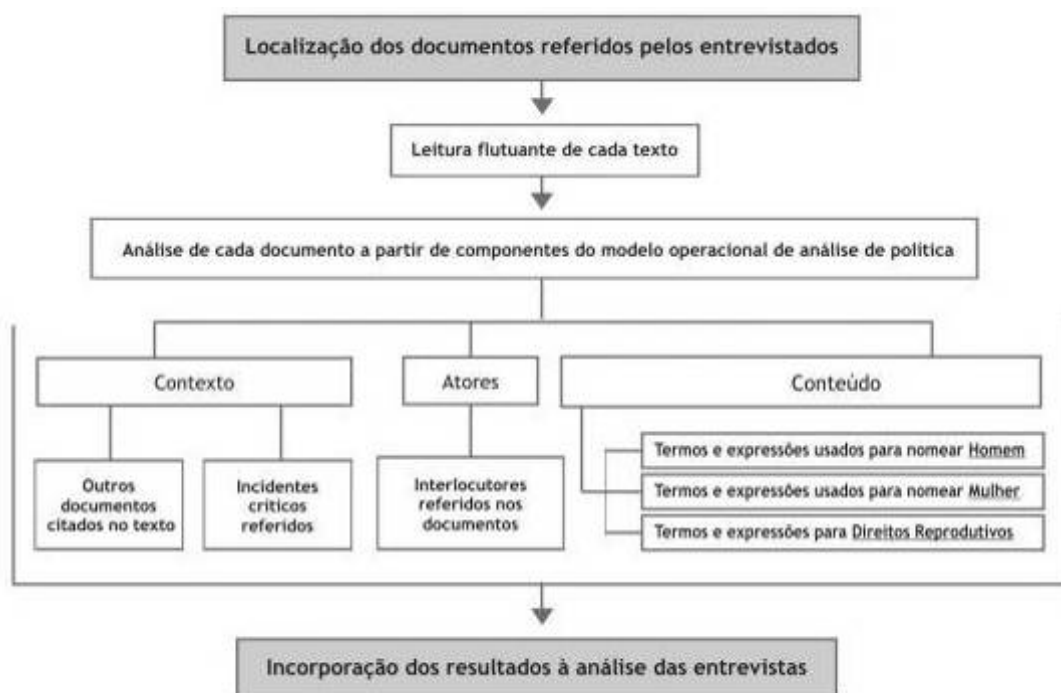 Localização dos documentos referidos pelos entrevistados
Leitura flutuante de cada texto
Análise de cada documento a partir de componentes do modelo operacional de análise de política
Contexto
Atores
Conteúdo
Outros
documentos
citados no texto
Incidentes
críticos
referidos
Interlocutores
referidos nos
documentos
Termos e expressões usados para nomear Homem
Termos e expressões usados para nomear Mulher
Termos e expressões para Direitos Reprodutivos
Incorporação dos resultados à análise das entrevistas